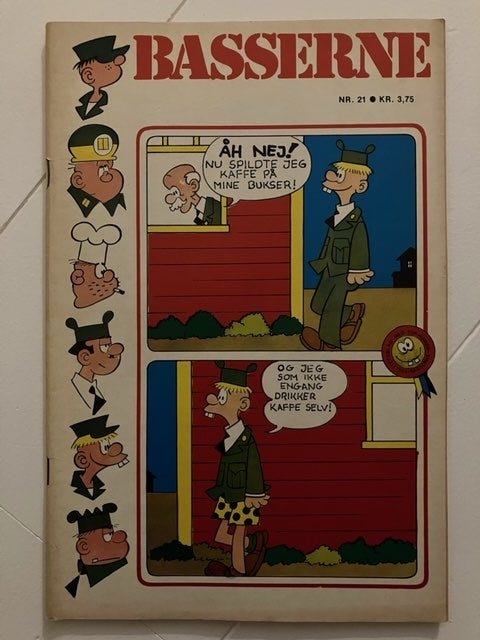 BASSERNE
NR. 21 ● KR. 3,75
ÅH NEJ!
NU SPILDTE JEG
KAFFE PÅ
MINE BUKSER!
OG JEG
SOM IKKE
ENGANG
DRIKKER
KAFFE SELV!